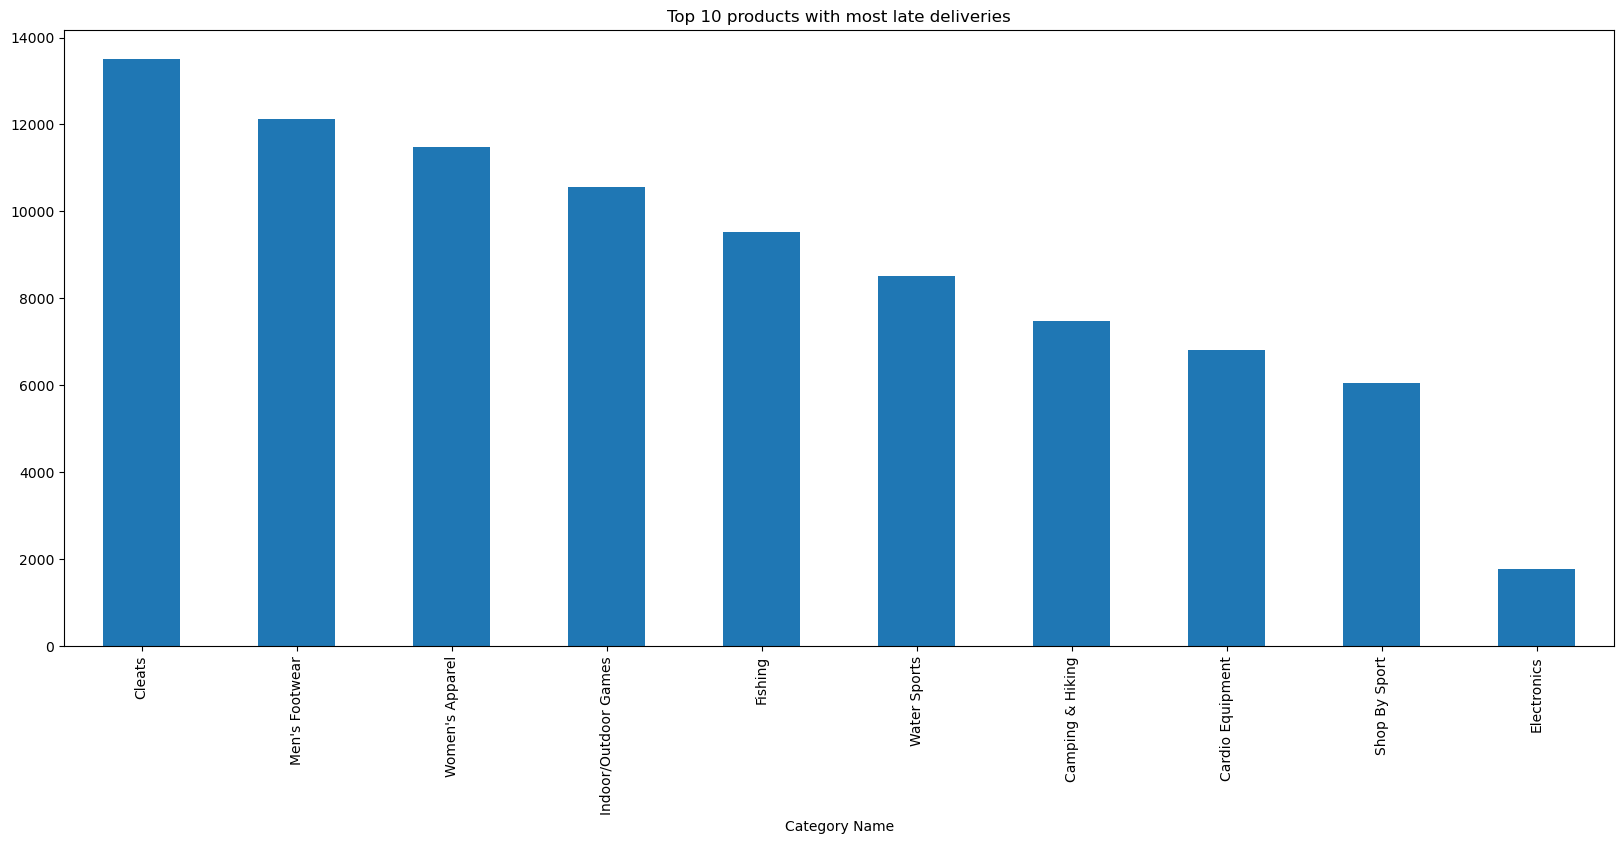 Top 10 products with most late deliveries
14000
12000
10000
8000
6000
4000
2000
0
Cleats
Men's Footwear
Women's Apparel
Indoor/Outdoor Games
Fishing
Water Sports
Camping & Hiking
Cardio Equipment
Shop By Sport
Electronics
Category Name